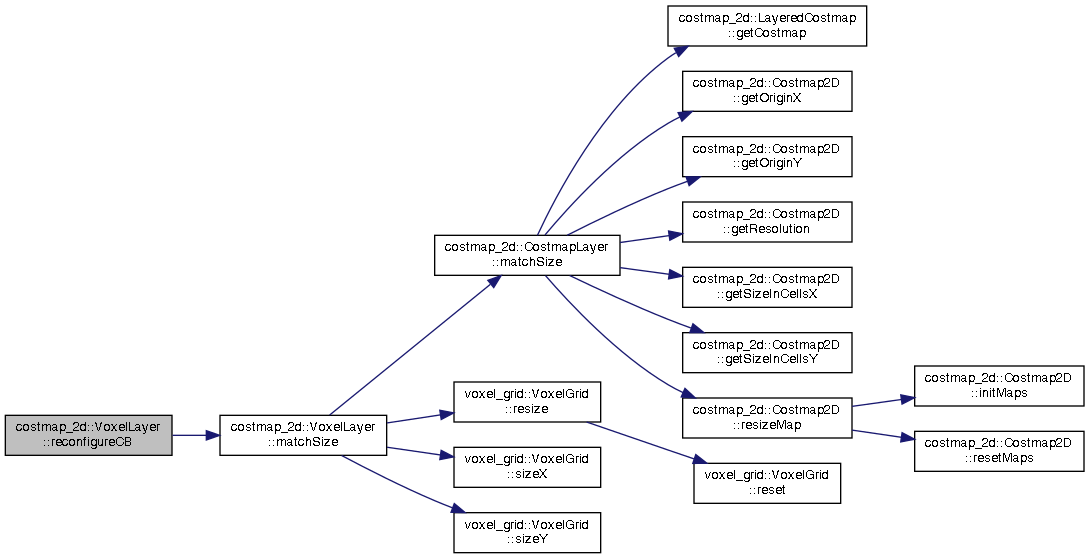 costmap_2d::LayeredCostmap
::getCostmap
costmap_2d::Costmap2D
::getOriginX
costmap_2d::Costmap2D
::getOriginY
costmap_2d::Costmap2D
::getResolution
costmap_2d::CostmapLayer
::matchSize
costmap_2d::Costmap2D
::getSizeInCellsX
costmap_2d::Costmap2D
::getSizeInCellsY
costmap_2d::Costmap2D
::initMaps
voxel_grid::VoxelGrid
::resize
costmap_2d::Costmap2D
::resizeMap
costmap_2d::VoxelLayer
::reconfigureCB
costmap_2d::VoxelLayer
::matchSize
costmap_2d::Costmap2D
::resetMaps
voxel_grid::VoxelGrid
::sizeX
voxel_grid::VoxelGrid
::reset
voxel_grid::VoxelGrid
::sizeY